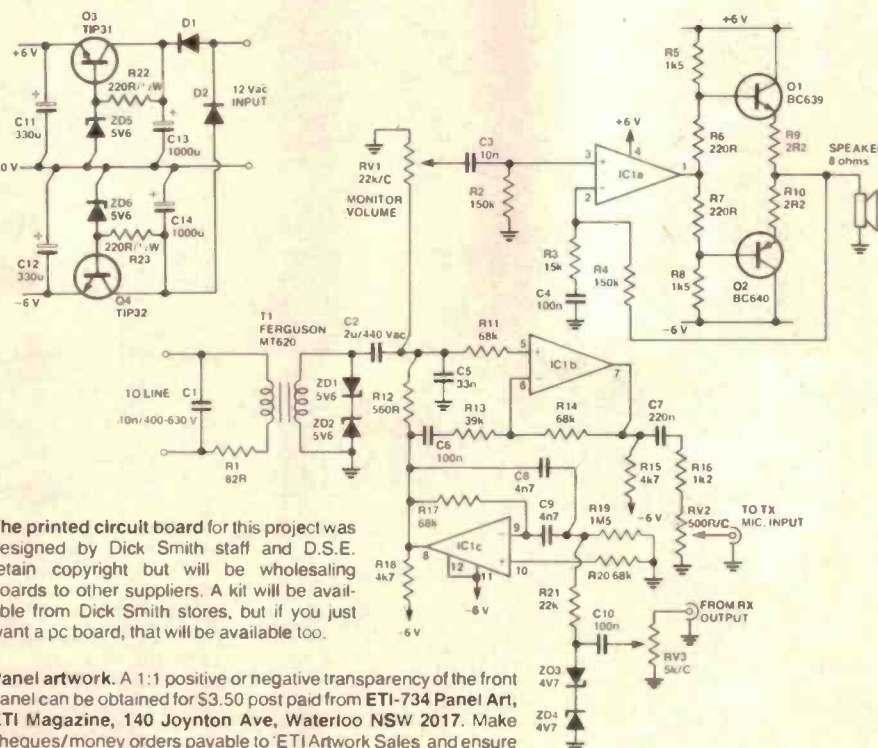 O3
TIP31
D1
+6 V
R22
220R/½W
D2
12 Vac
INPUT
C11
330u
ZD5
5V6
C13
1000u
0 V
ZD6
5V6
C14
1000u
220R/½W
R23
C12
330u
-6 V
O4
TIP32
RV1
22k/C
MONITOR
VOLUME
C3
10n
R2
150k
+6 V
3
4
IC1a
1
2
R3
15k
C4
100n
R4
150k
+6 V
R5
1k5
R6
220R
R7
220R
R8
1k5
-6 V
O1
BC639
R9
2R2
R10
2R2
O2
BC640
SPEAKER
8 ohms
T1
FERGUSON
MT620
C2
2u/440 Vac
TO LINE
C1
10n/400-630 V
R1
82R
ZD1
5V6
ZD2
5V6
R11
68k
R12
560R
C5
33n
5
IC1b
7
6
R13
39k
R14
68k
C6
100n
C7
220n
R15
4k7
-6 V
R16
1k2
RV2
500R/C
TO TX
MIC. INPUT
C8
4n7
R17
68k
C9
4n7
R19
1M5
9
IC1c
8
12
11
10
-6 V
R18
4k7
-6 V
R20 68k
R21
22k
C10
100n
FROM RX
OUTPUT
RV3
5k/C
ZO3
4V7
ZD4
4V7
he printed circuit board for this project was
esigned by Dick Smith staff and D.S.E.
etain copyright but will be wholesaling
oards to other suppliers. A kit will be avail-
ble from Dick Smith stores, but if you just
vant a pc board, that will be available too.
Panel artwork. A 1:1 positive or negative transparency of the front
panel can be obtained for $3.50 post paid from ETI-734 Panel Art,
ETI Magazine, 140 Joynton Ave, Waterloo NSW 2017. Make
cheques/money orders payable to 'ETI Artwork Sales' and ensure